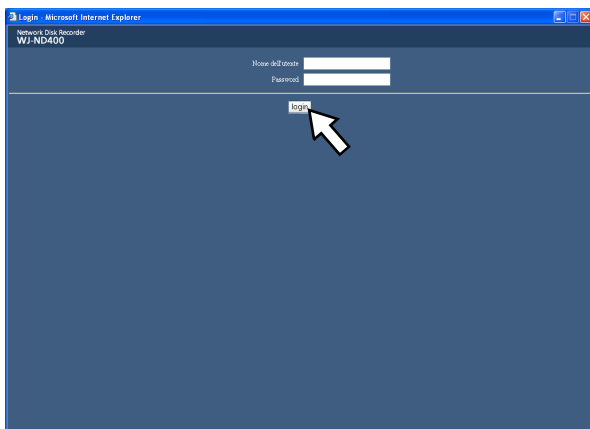 Login - Microsoft Internet Explorer
Network Disk Recorder
WJ-ND400
Nome dell'utente
Password
login